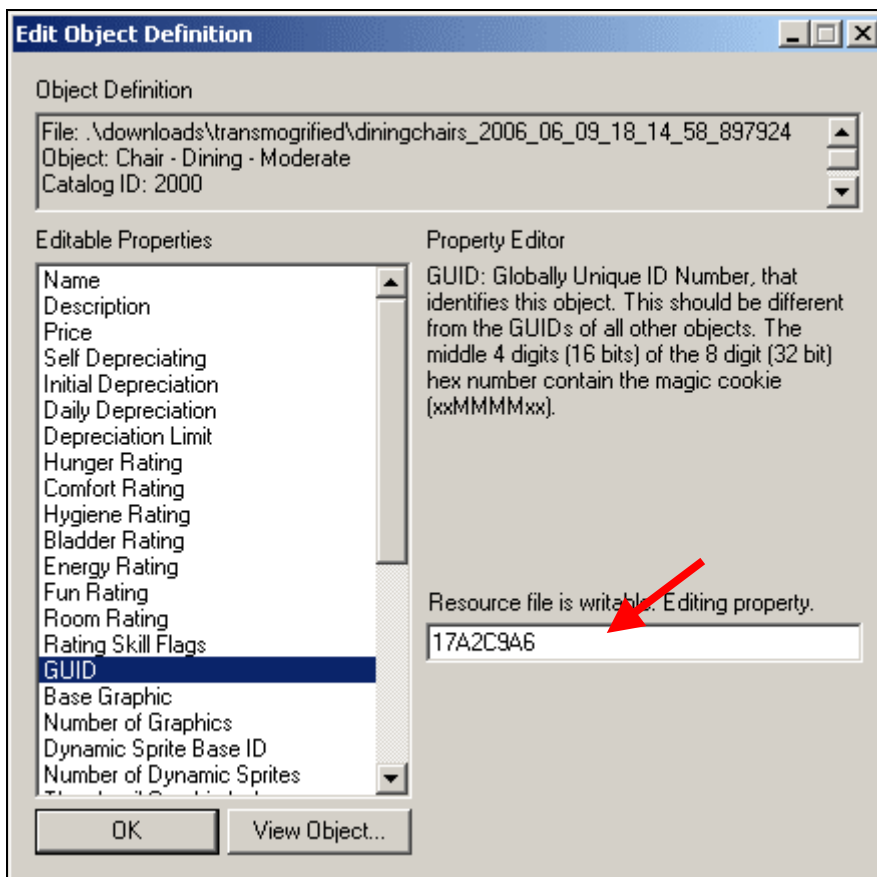 Edit Object Definition
Object Definition
File: .\downloads\transmogrified\diningchairs_2006_06_09_18_14_58_897924
Object: Chair - Dining - Moderate
Catalog ID: 2000
Editable Properties
Name
Description
Price
Self Depreciating
Initial Depreciation
Daily Depreciation
Depreciation Limit
Hunger Rating
Comfort Rating
Hygiene Rating
Bladder Rating
Energy Rating
Fun Rating
Room Rating
Rating Skill Flags
GUID
Base Graphic
Number of Graphics
Dynamic Sprite Base ID
Number of Dynamic Sprites
Property Editor
GUID: Globally Unique ID Number, that
identifies this object. This should be different
from the GUIDs of all other objects. The
middle 4 digits (16 bits) of the 8 digit (32 bit)
hex number contain the magic cookie
(xxMMMMxx).
Resource file is writable. Editing property.
17A2C9A6
OK
View Object...